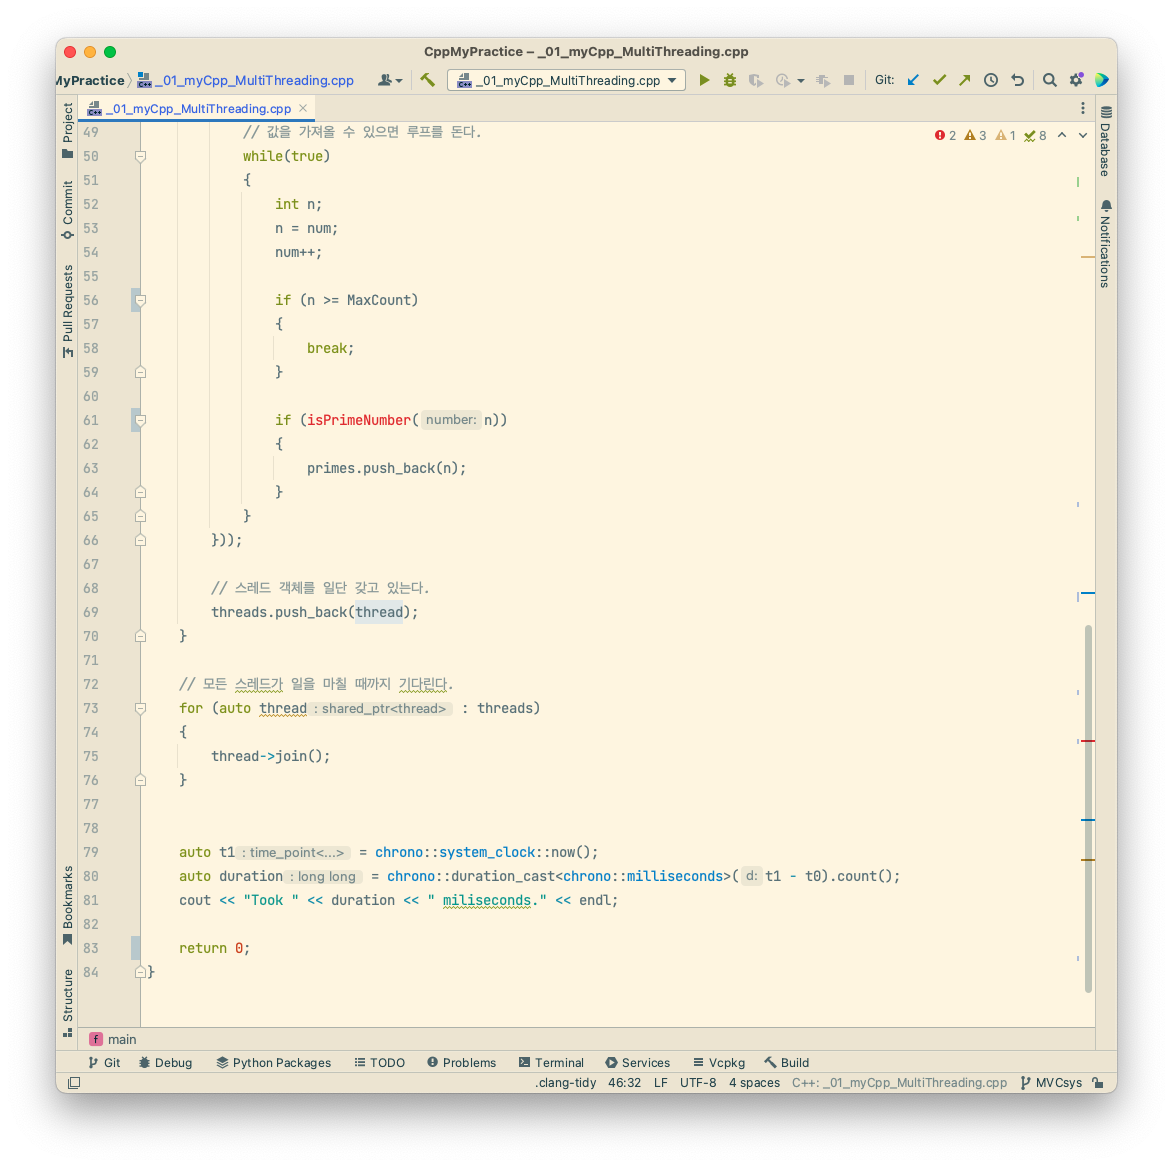 CppMyPractice – _01_myCpp_MultiThreading.cpp
MyPractice _01_myCpp_MultiThreading.cpp _01_myCpp_MultiThreading.cpp Git:
_01_myCpp_MultiThreading.cpp
Project
Commit
Pull Requests
Bookmarks
Structure
2 3 1 8
Database
Notifications
49 // 값을 가져올 수 있으면 루프를 돈다.
50 while(true)
51 {
52 int n;
53 n = num;
54 num++;
55
56 if (n >= MaxCount)
57 {
58 break;
59 }
60
61 if (isPrimeNumber( number: n))
62 {
63 primes.push_back(n);
64 }
65 }
66 }));
67
68 // 스레드 객체를 일단 갖고 있는다.
69 threads.push_back(thread);
70 }
71
72 // 모든 스레드가 일을 마칠 때까지 기다린다.
73 for (auto thread : shared_ptr<thread> : threads)
74 {
75 thread->join();
76 }
77
78
79 auto t1 : time_point<...> = chrono::system_clock::now();
80 auto duration : long long = chrono::duration_cast<chrono::milliseconds>( d: t1 - t0).count();
81 cout << "Took " << duration << " miliseconds." << endl;
82
83 return 0;
84 }
f main
Git Debug Python Packages TODO Problems Terminal Services Vcpkg Build
.clang-tidy 46:32 LF UTF-8 4 spaces C++: _01_myCpp_MultiThreading.cpp MVCsys